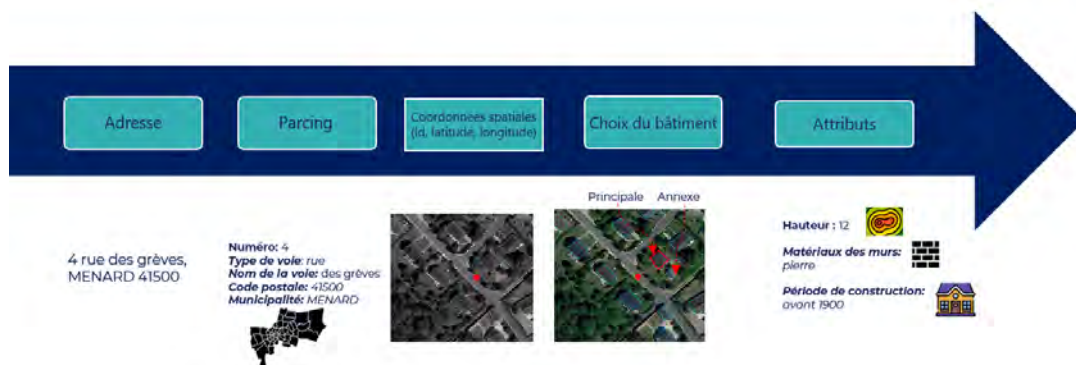 Adresse
Parcing
Coordonnées spatiales
(id, latitude, longitude)
Choix du bâtiment
Attributs
4 rue des grèves,
MENARD 41500
Numéro: 4
Type de voie: rue
Nom de la voie: des grèves
Code postale: 41500
Municipalité: MENARD
Principale
Annexe
Hauteur : 12
Matériaux des murs:
pierre
Période de construction:
avant 1900